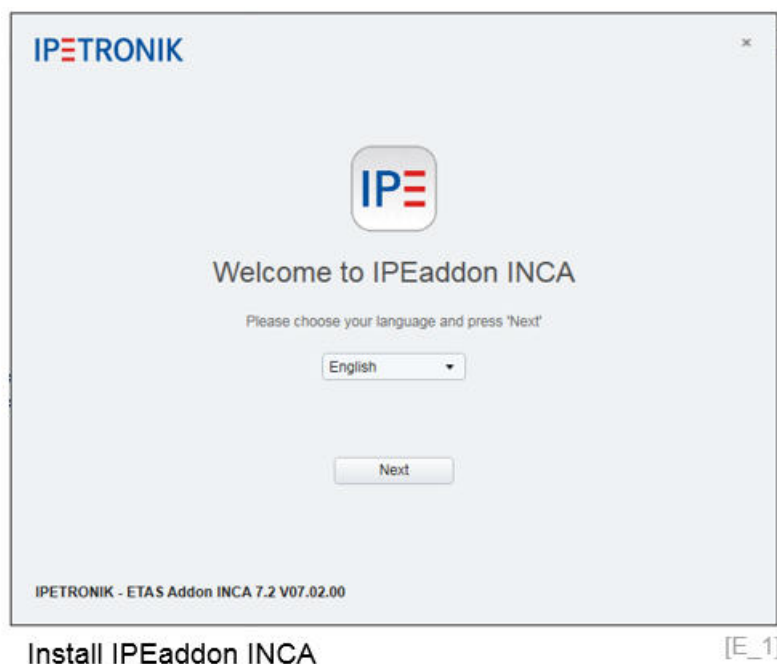 IPETRONIK
×
IPE
Welcome to IPEaddon INCA
Please choose your language and press 'Next'
English
Next
IPETRONIK - ETAS Addon INCA 7.2 V07.02.00
Install IPEaddon INCA
[E_1]